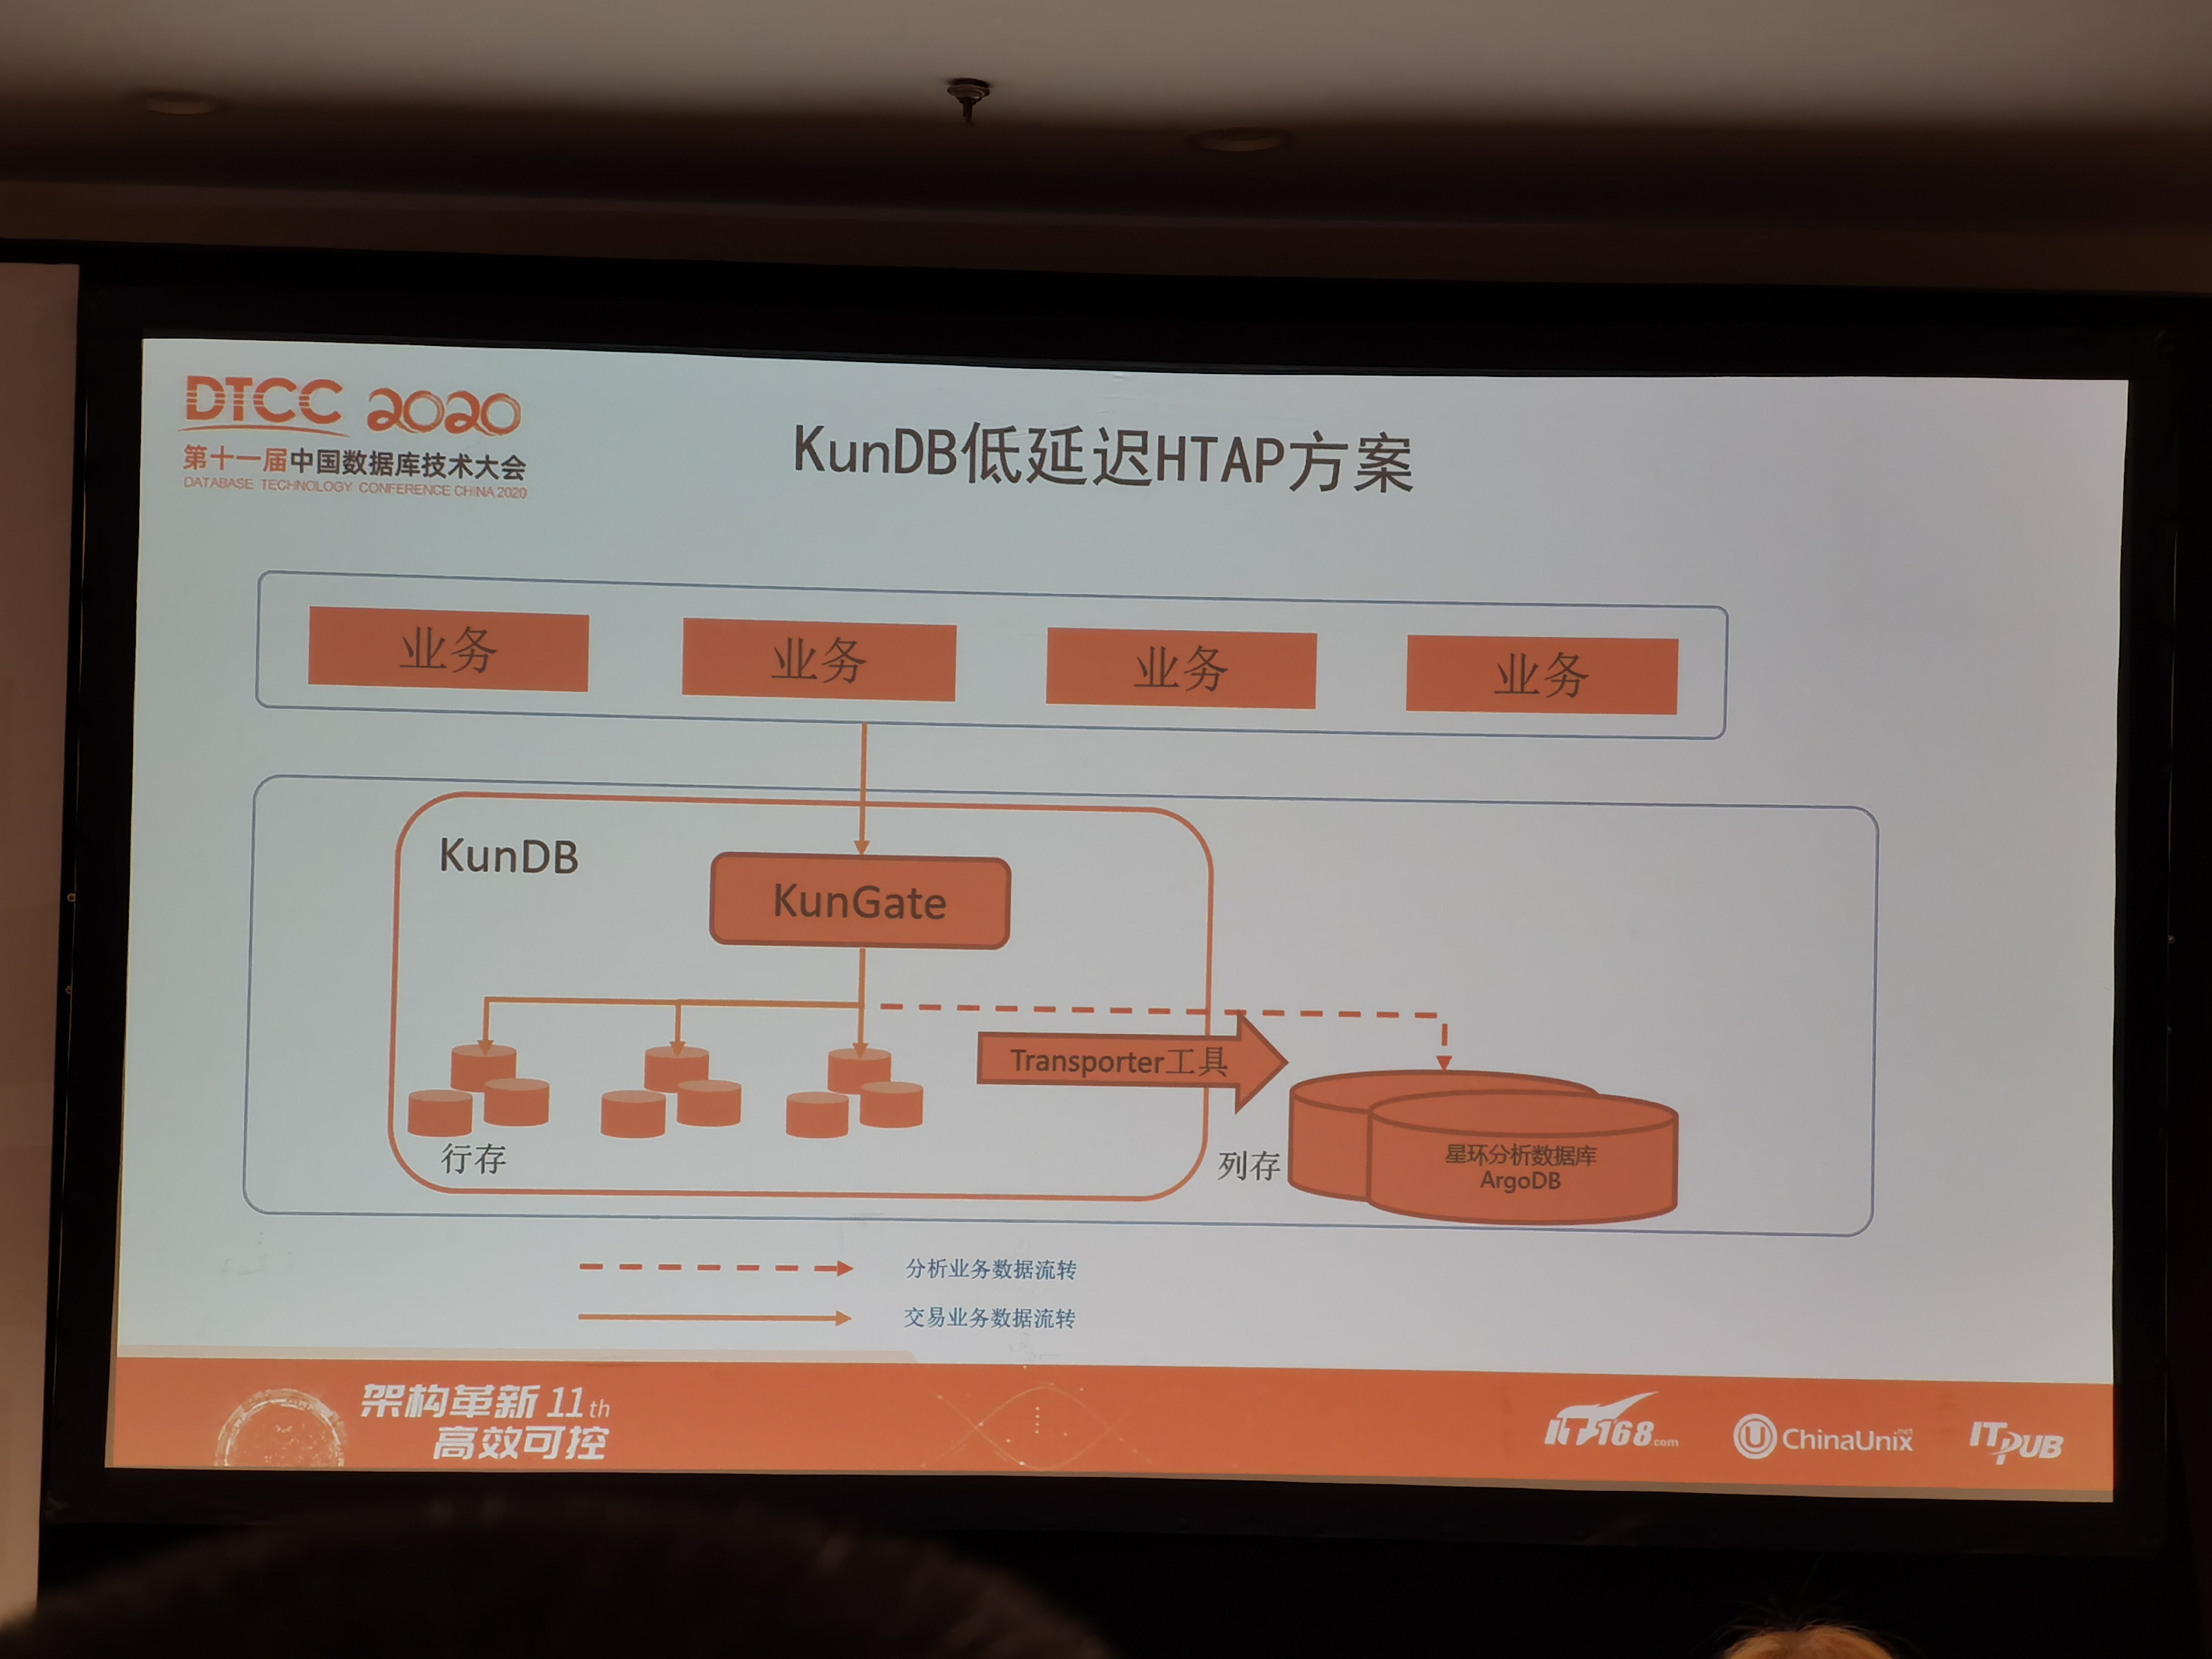 DTCC 2020
第十一届中国数据库技术大会
DATABASE TECHNOLOGY CONFERENCE CHINA 2020
KunDB低延迟HTAP方案
业务
业务
业务
业务
KunDB
KunGate
Transporter工具
行存
列存
星环分析数据库
ArgoDB
分析业务数据流转
交易业务数据流转
架构革新 11th
高效可控
IT168.com
ChinaUnix.net
ITPUB